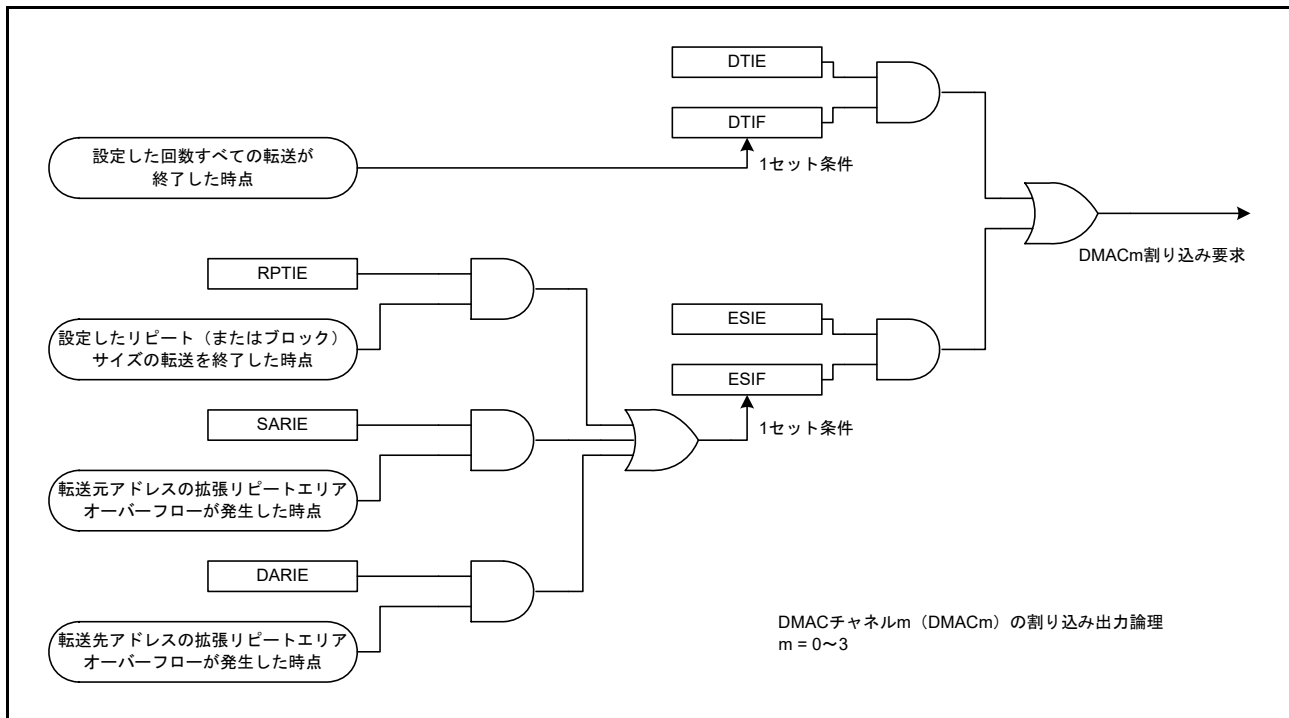 DTIE
DTIF
設定した回数すべての転送が
終了した時点
1セット条件
DMACm割り込み要求
RPTIE
設定したリピート（またはブロック）
サイズの転送を終了した時点
ESIE
ESIF
1セット条件
SARIE
転送元アドレスの拡張リピートエリア
オーバーフローが発生した時点
DARIE
転送先アドレスの拡張リピートエリア
オーバーフローが発生した時点
DMACチャネルm（DMACm）の割り込み出力論理
m = 0～3